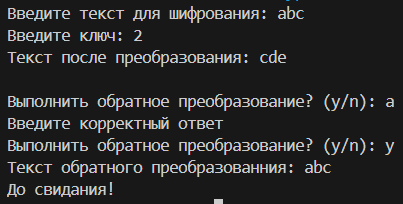 Введите текст для шифрования: abc
Введите ключ: 2
Текст после преобразования: cde
Выполнить обратное преобразование? (y/n): a
Введите корректный ответ
Выполнить обратное преобразование? (y/n): y
Текст обратного преобразованния: abc
До свидания!